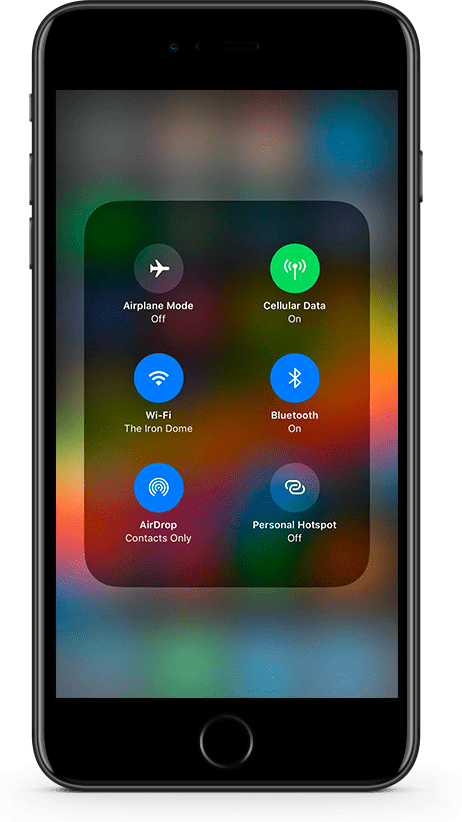 Airplane Mode
Off
Cellular Data
On
Wi-Fi
The Iron Dome
Bluetooth
On
AirDrop
Contacts Only
Personal Hotspot
Off